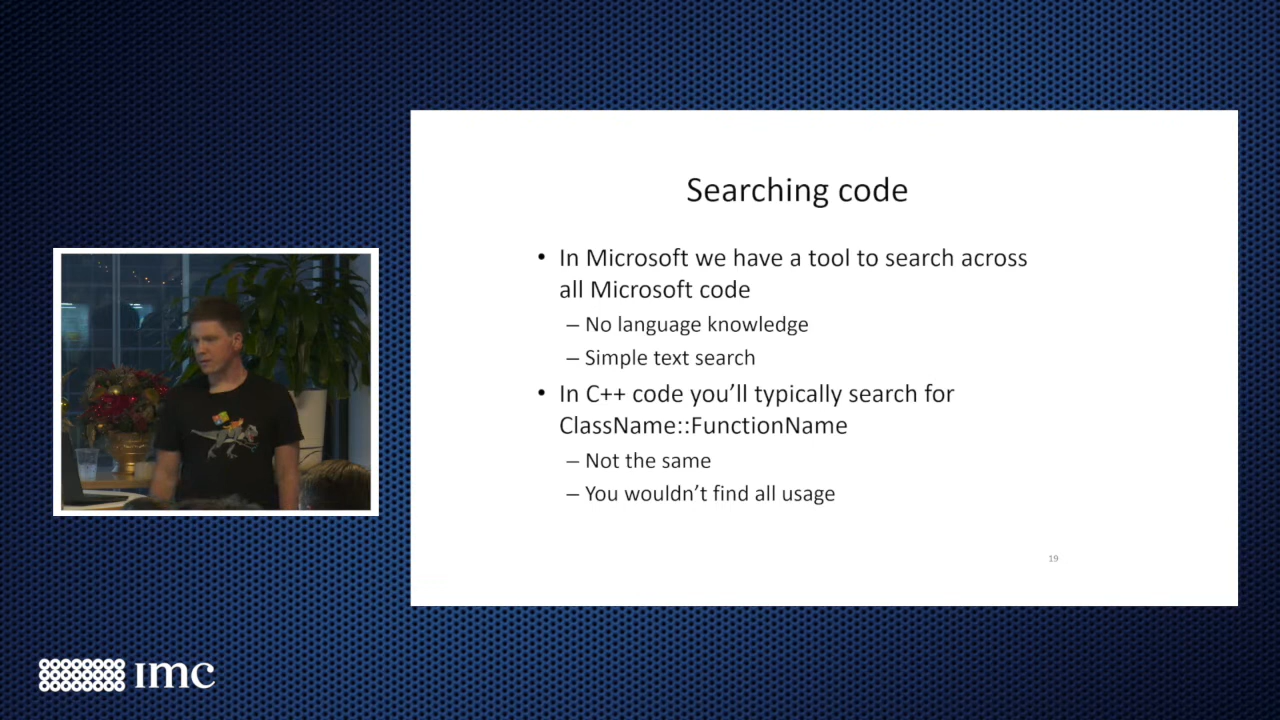 Searching code
• In Microsoft we have a tool to search across
all Microsoft code
– No language knowledge
– Simple text search
• In C++ code you’ll typically search for
ClassName::FunctionName
– Not the same
– You wouldn’t find all usage
19
imc